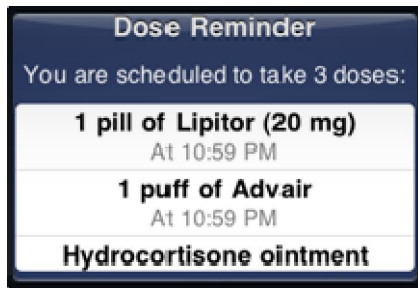 Dose Reminder
You are scheduled to take 3 doses:
1 pill of Lipitor (20 mg)
At 10:59 PM
1 puff of Advair
At 10:59 PM
Hydrocortisone ointment